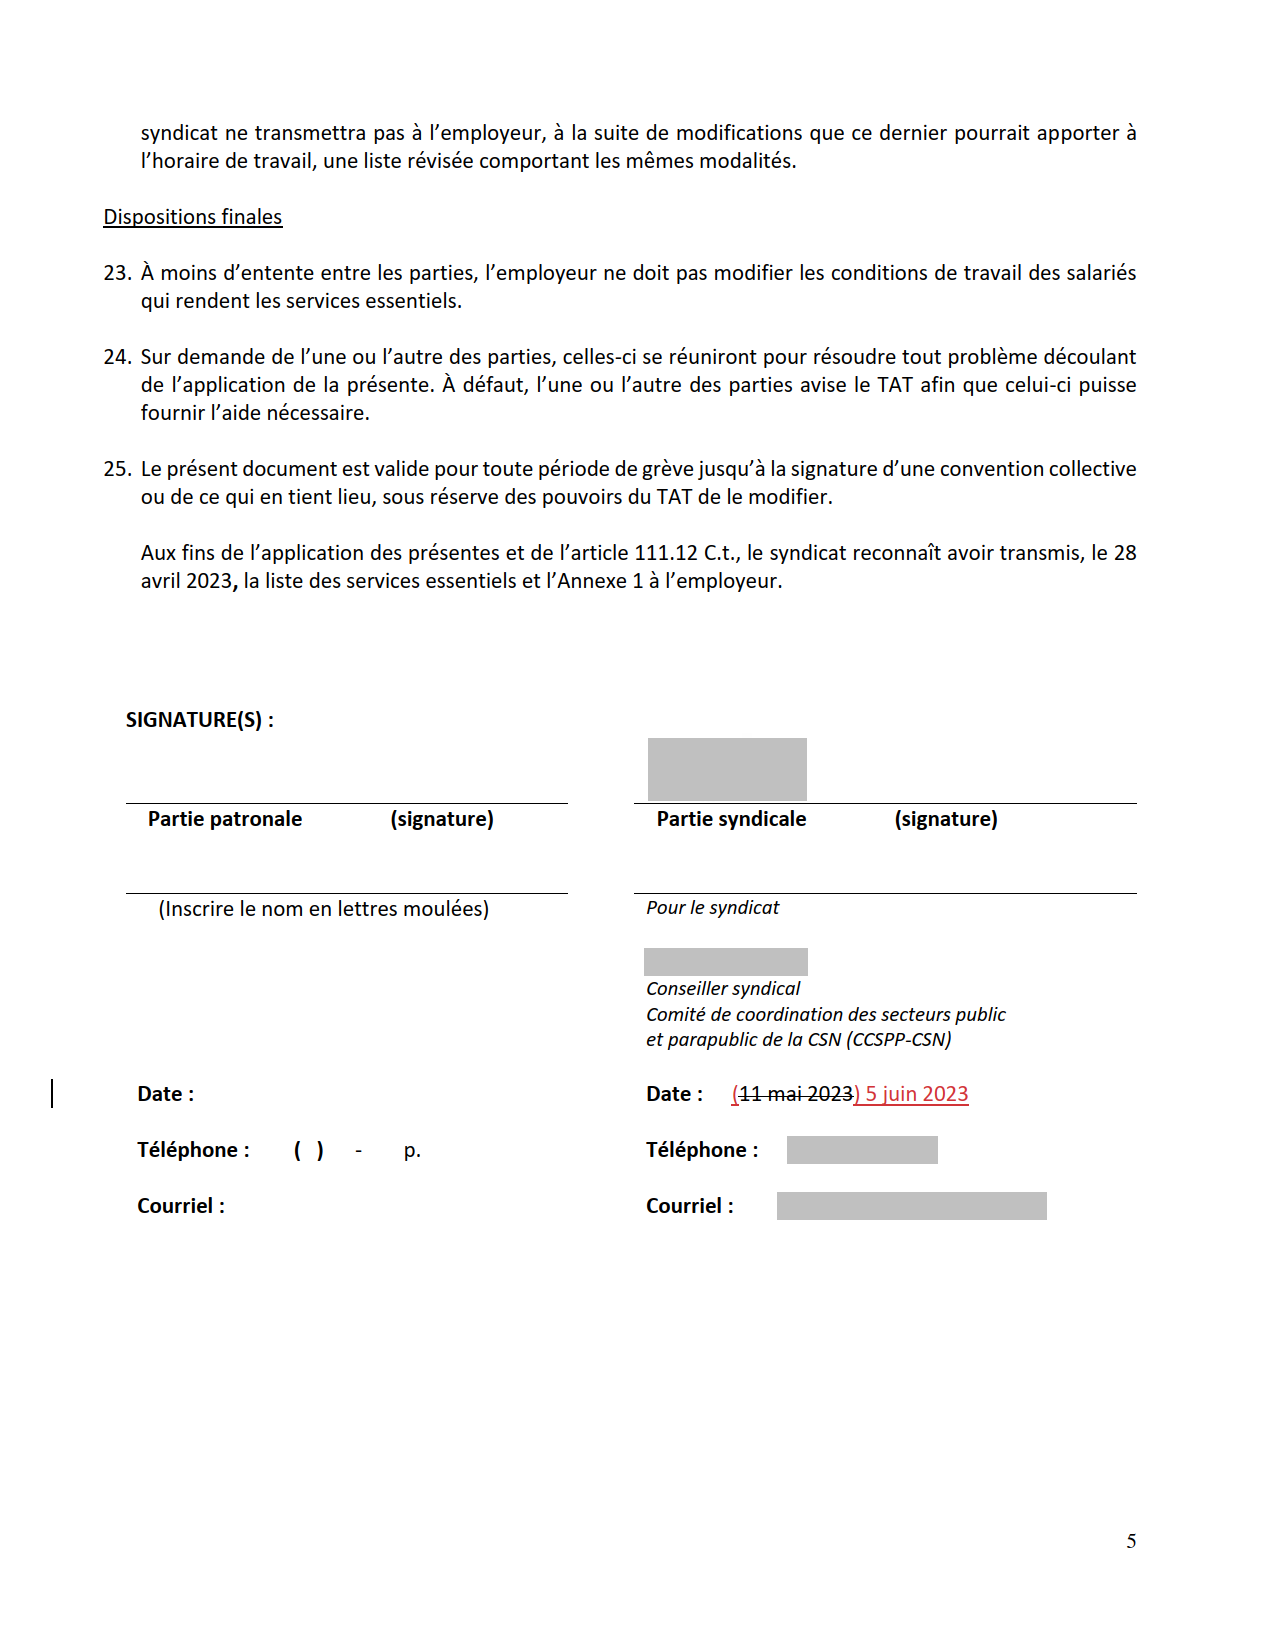 syndicat ne transmettra pas à l’employeur, à la suite de modifications que ce dernier pourrait apporter à
l’horaire de travail, une liste révisée comportant les mêmes modalités.
Dispositions finales
23. À moins d’entente entre les parties, l’employeur ne doit pas modifier les conditions de travail des salariés
qui rendent les services essentiels.
24. Sur demande de l’une ou l’autre des parties, celles-ci se réuniront pour résoudre tout problème découlant
de l’application de la présente. À défaut, l’une ou l’autre des parties avise le TAT afin que celui-ci puisse
fournir l’aide nécessaire.
25. Le présent document est valide pour toute période de grève jusqu’à la signature d’une convention collective
ou de ce qui en tient lieu, sous réserve des pouvoirs du TAT de le modifier.
Aux fins de l’application des présentes et de l’article 111.12 C.t., le syndicat reconnaît avoir transmis, le 28
avril 2023, la liste des services essentiels et l’Annexe 1 à l’employeur.
SIGNATURE(S) :
Partie patronale (signature) Partie syndicale (signature)
(Inscrire le nom en lettres moulées) Pour le syndicat
Conseiller syndical
Comité de coordination des secteurs public
et parapublic de la CSN (CCSPP-CSN)
Date : Date : (11 mai 2023) 5 juin 2023
Téléphone : ( ) - p. Téléphone :
Courriel : Courriel :
5